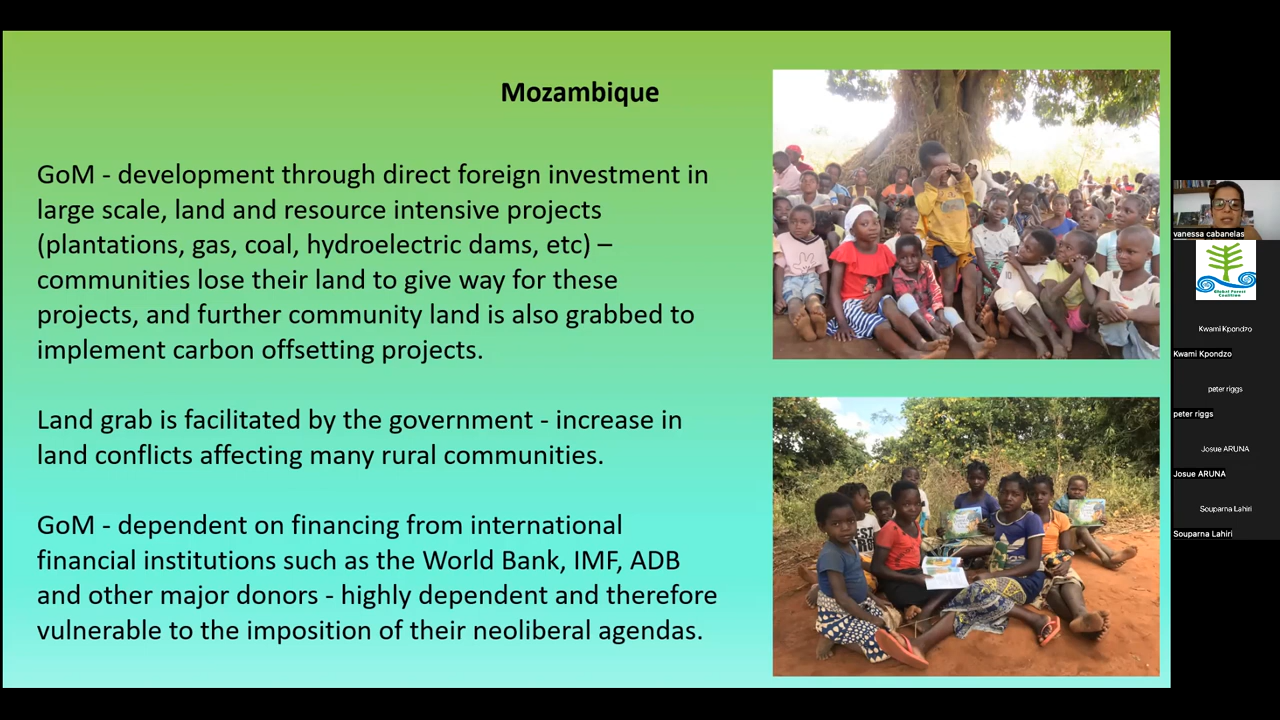 Mozambique
GoM - development through direct foreign investment in
large scale, land and resource intensive projects
(plantations, gas, coal, hydroelectric dams, etc) –
communities lose their land to give way for these
projects, and further community land is also grabbed to
implement carbon offsetting projects.
Land grab is facilitated by the government - increase in
land conflicts affecting many rural communities.
GoM - dependent on financing from international
financial institutions such as the World Bank, IMF, ADB
and other major donors - highly dependent and therefore
vulnerable to the imposition of their neoliberal agendas.
vanessa cabanelas
Global Forest
Coalition
Kwami Kpondzo
Kwami Kpondzo
peter riggs
peter riggs
Josue ARUNA
Josue ARUNA
Souparna Lahiri
Souparna Lahiri